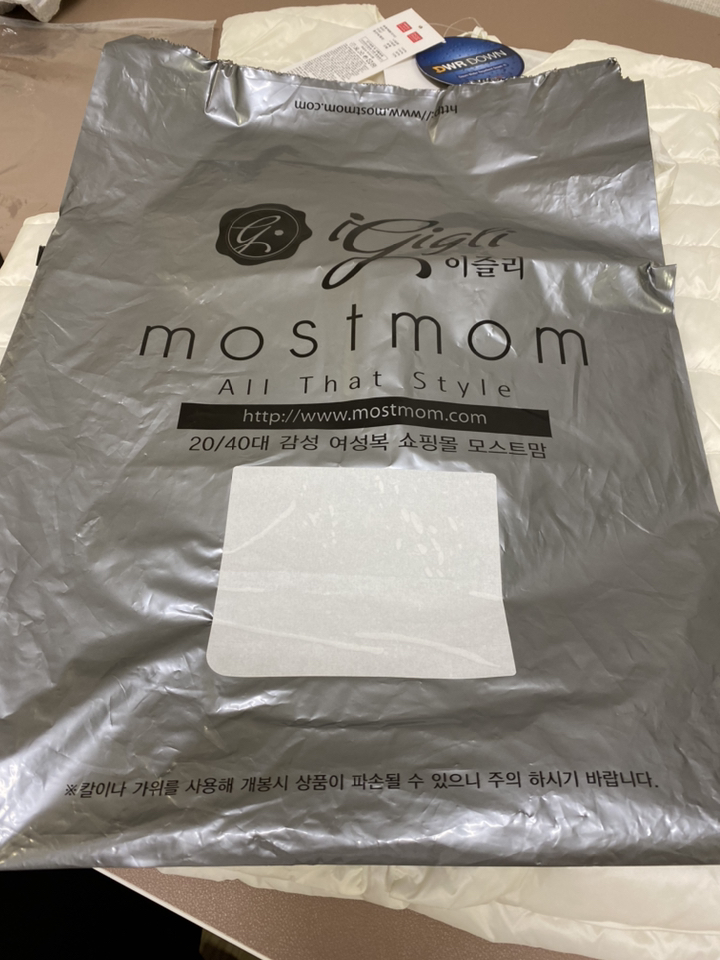 DWR DOWN
http://www.mostmom.com
iGigli
이즐리
mostmom
All That Style
http://www.mostmom.com
20/40대 감성 여성복 쇼핑몰 모스트맘
※칼이나 가위를 사용해 개봉시 상품이 파손될 수 있으니 주의 하시기 바랍니다.